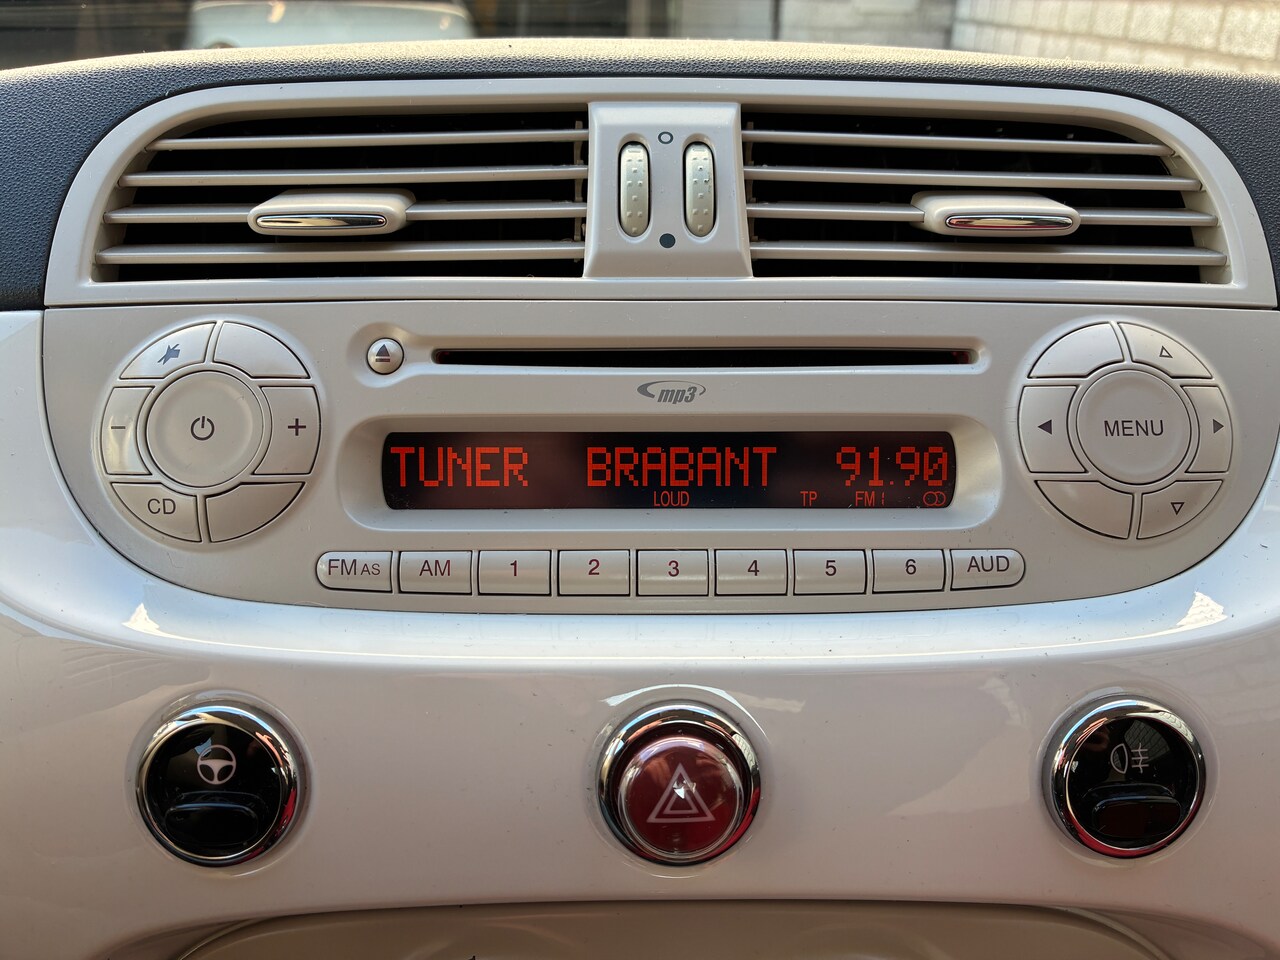 mp3
TUNER BRABANT 91.90
LOUD TP FM1
- +
CD
MENU
FM AS AM 1 2 3 4 5 6 AUD